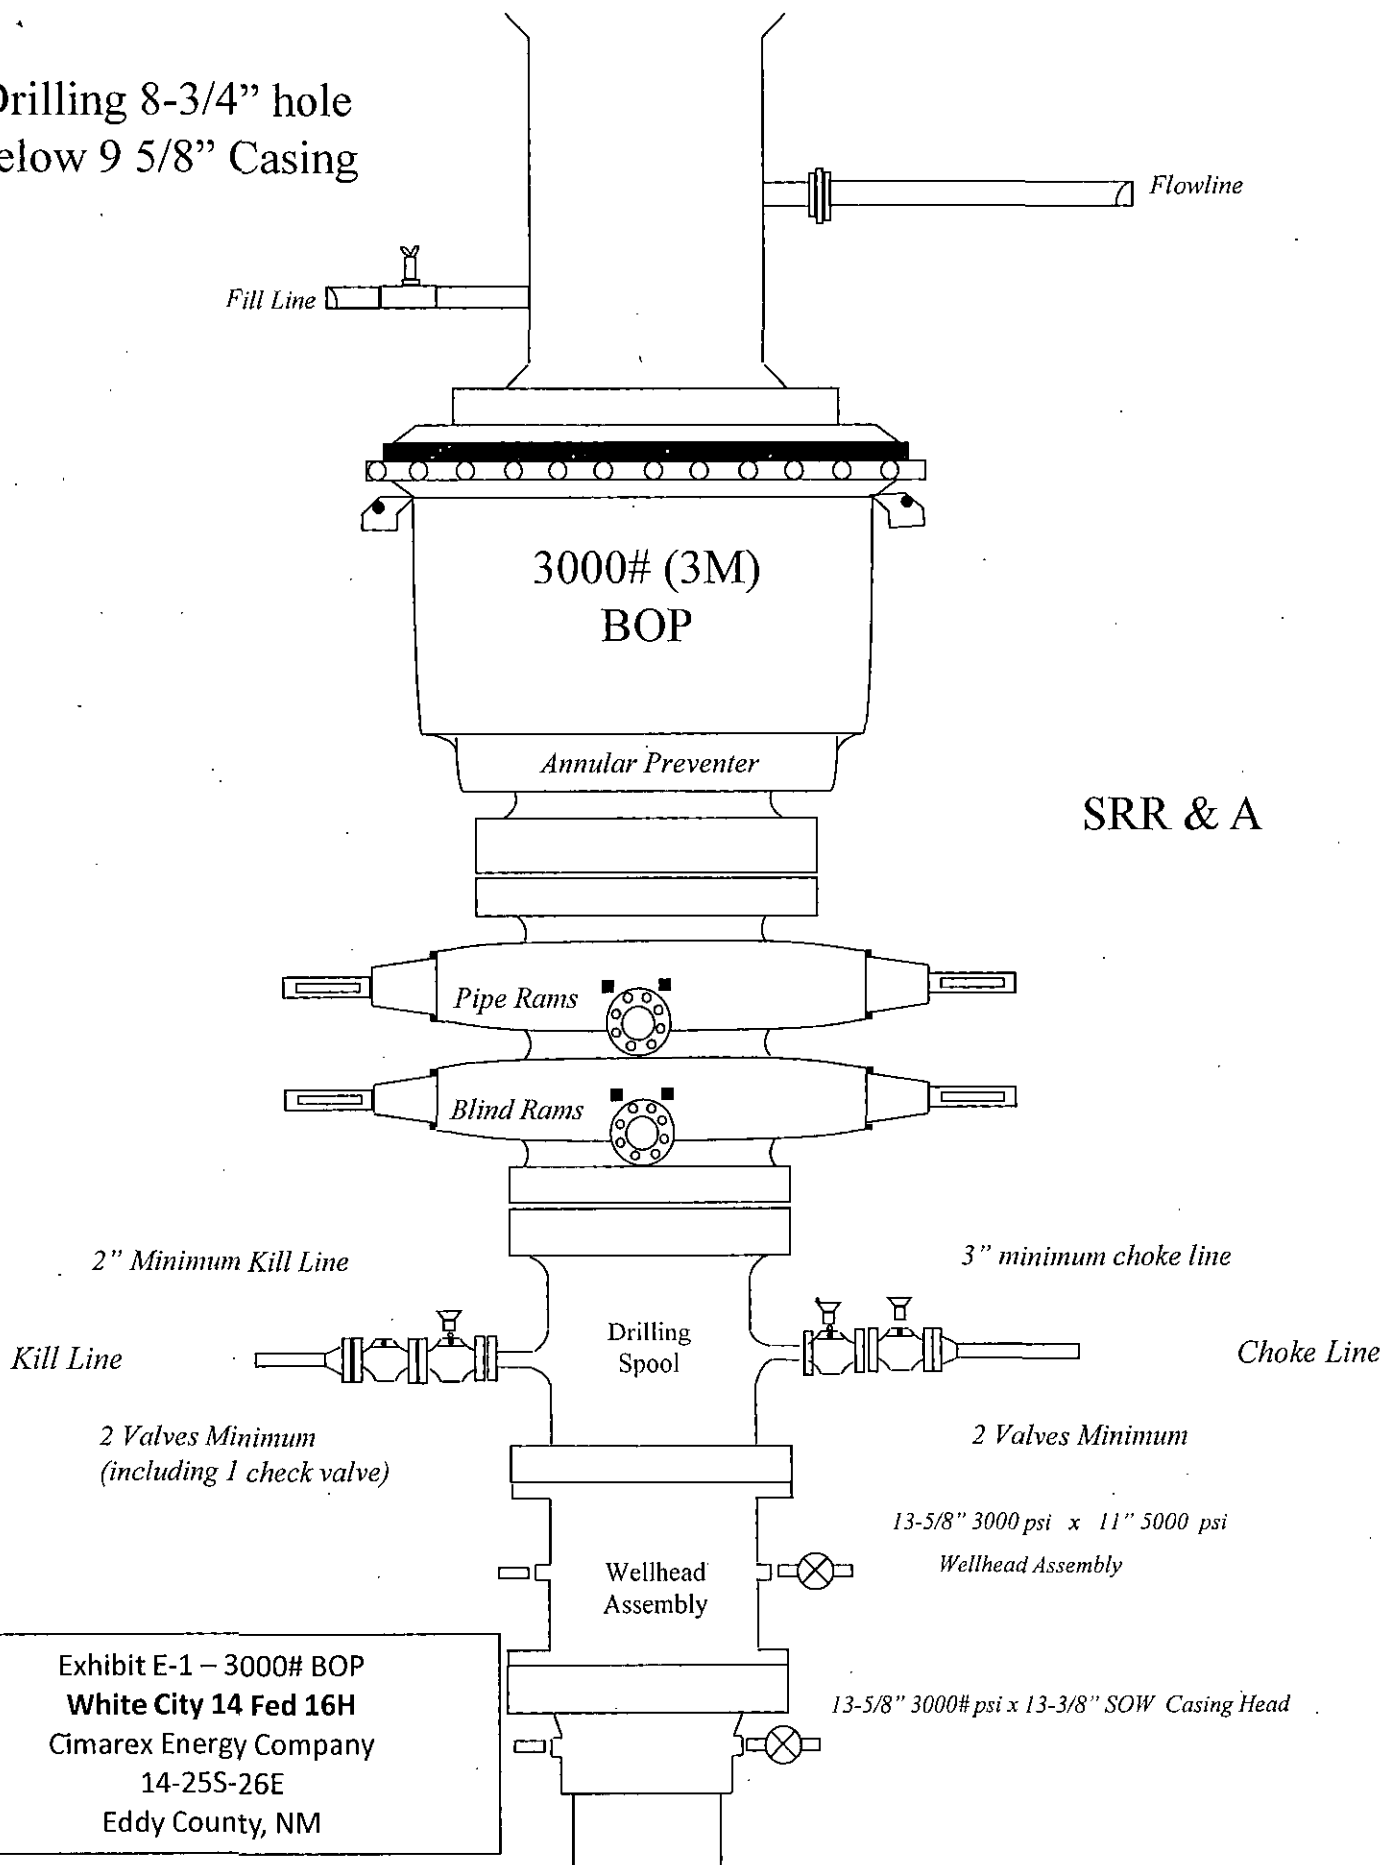 Drilling 8-3/4” hole
elow 9 5/8” Casing
Flowline
Fill Line
3000# (3M)
BOP
Annular Preventer
SRR & A
Pipe Rams
Blind Rams
2” Minimum Kill Line
3” minimum choke line
Drilling
Spool
Kill Line
Choke Line
2 Valves Minimum
(including 1 check valve)
2 Valves Minimum
13-5/8” 3000 psi x 11” 5000 psi
Wellhead Assembly
Wellhead
Assembly
Exhibit E-1 – 3000# BOP
White City 14 Fed 16H
Cimarex Energy Company
14-25S-26E
Eddy County, NM
13-5/8” 3000# psi x 13-3/8” SOW Casing Head